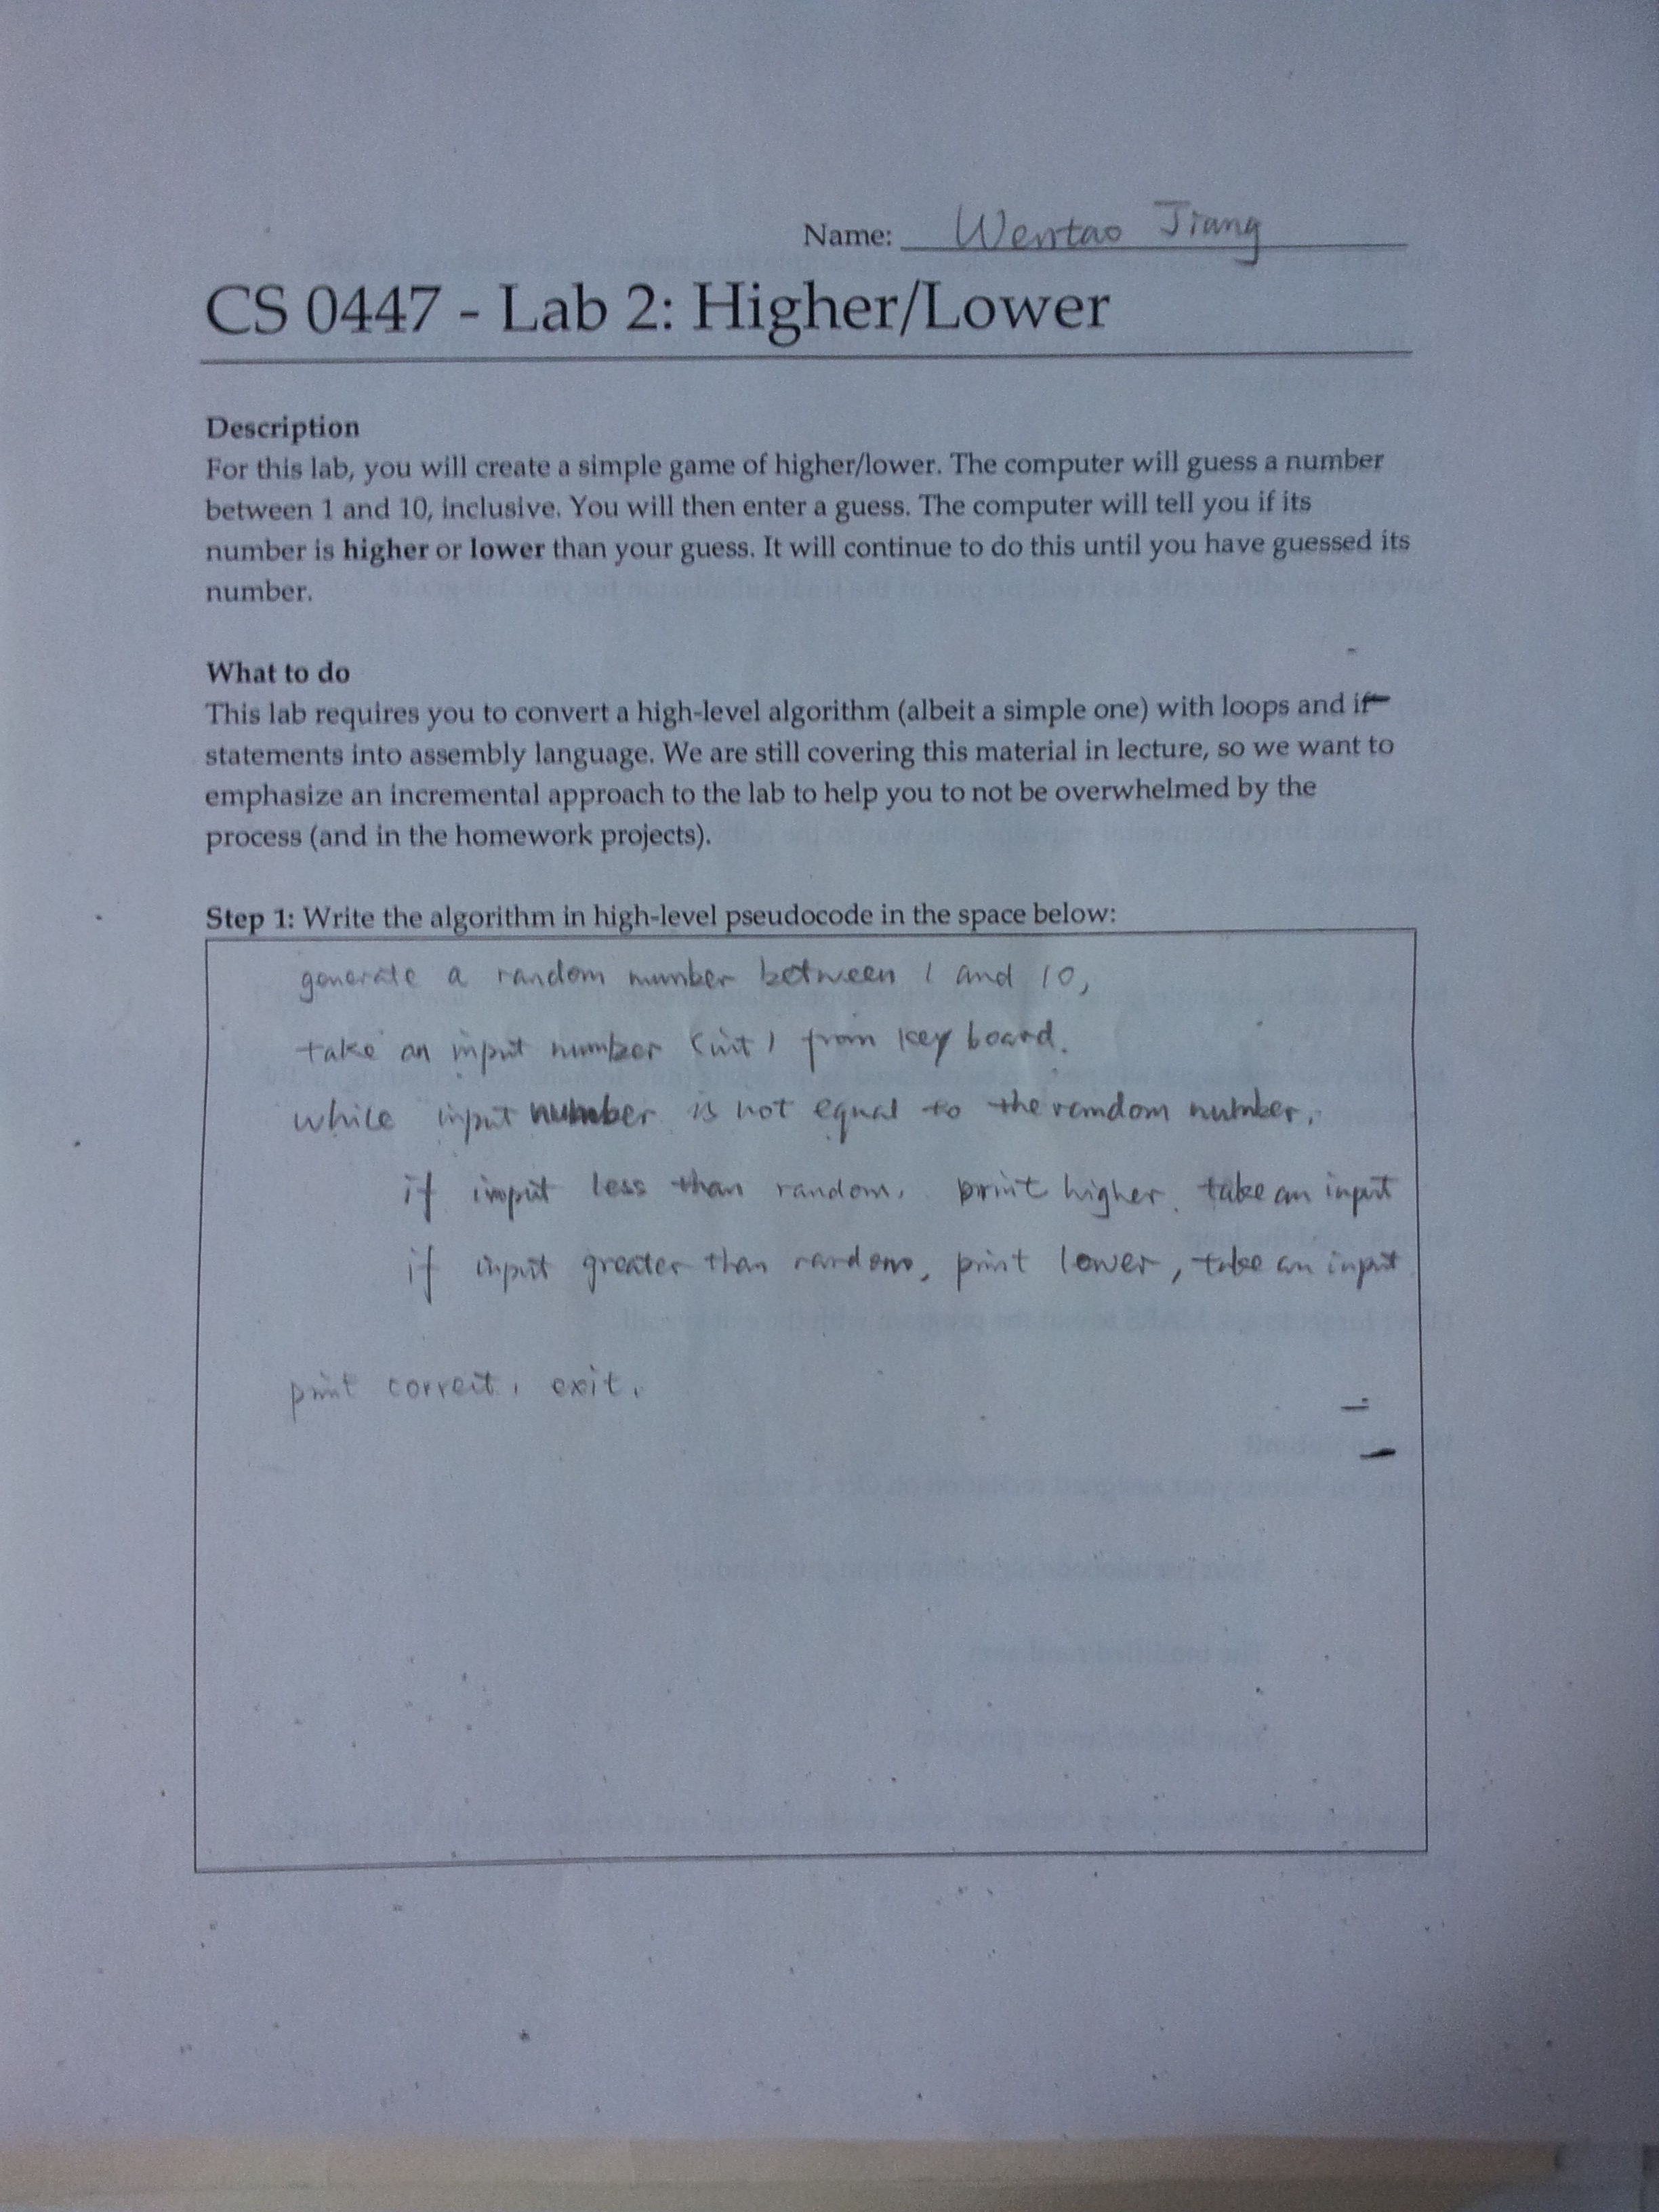 Name: Wentao Jiang
CS 0447 - Lab 2: Higher/Lower
Description
For this lab, you will create a simple game of higher/lower. The computer will guess a number
between 1 and 10, inclusive. You will then enter a guess. The computer will tell you if its
number is higher or lower than your guess. It will continue to do this until you have guessed its
number.
What to do
This lab requires you to convert a high-level algorithm (albeit a simple one) with loops and if
statements into assembly language. We are still covering this material in lecture, so we want to
emphasize an incremental approach to the lab to help you to not be overwhelmed by the
process (and in the homework projects).
Step 1: Write the algorithm in high-level pseudocode in the space below:
generate a random number between 1 and 10,
take an input number (int) from key board.
while input number is not equal to the random number,
if input less than random, print higher, take an input
if input greater than random, print lower, take an input
print correct, exit.